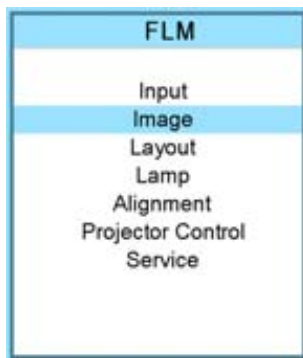 FLM
Input
Image
Layout
Lamp
Alignment
Projector Control
Service